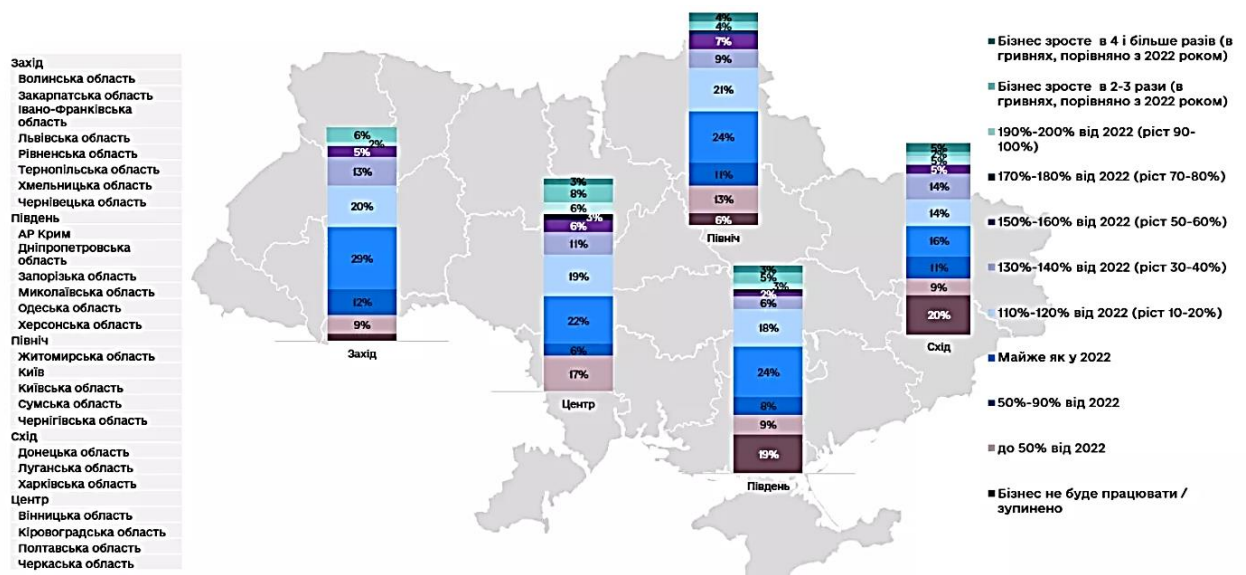 Захід
Волинська область
Закарпатська область
Івано-Франківська
область
Львівська область
Рівненська область
Тернопільська область
Хмельницька область
Чернівецька область
Південь
АР Крим
Дніпропетровська
область
Запорізька область
Миколаївська область
Одеська область
Херсонська область
Північ
Житомирська область
Київ
Київська область
Сумська область
Чернігівська область
Схід
Донецька область
Луганська область
Харківська область
Центр
Вінницька область
Кіровоградська область
Полтавська область
Черкаська область
6%
2%
5%
13%
20%
29%
12%
9%
Захід
3%
8%
6%
3%
6%
11%
19%
22%
6%
17%
Центр
4%
4%
7%
9%
21%
24%
11%
13%
6%
Північ
3%
5%
3%
2%
6%
18%
24%
8%
9%
19%
Південь
5%
2%
5%
5%
14%
14%
16%
11%
9%
20%
Схід
Бізнес зросте в 4 і більше разів (в
гривнях, порівняно з 2022 роком)
Бізнес зросте в 2-3 рази (в
гривнях, порівняно з 2022 роком)
190%-200% від 2022 (ріст 90-
100%)
170%-180% від 2022 (ріст 70-80%)
150%-160% від 2022 (ріст 50-60%)
130%-140% від 2022 (ріст 30-40%)
110%-120% від 2022 (ріст 10-20%)
Майже як у 2022
50%-90% від 2022
до 50% від 2022
Бізнес не буде працювати /
зупинено